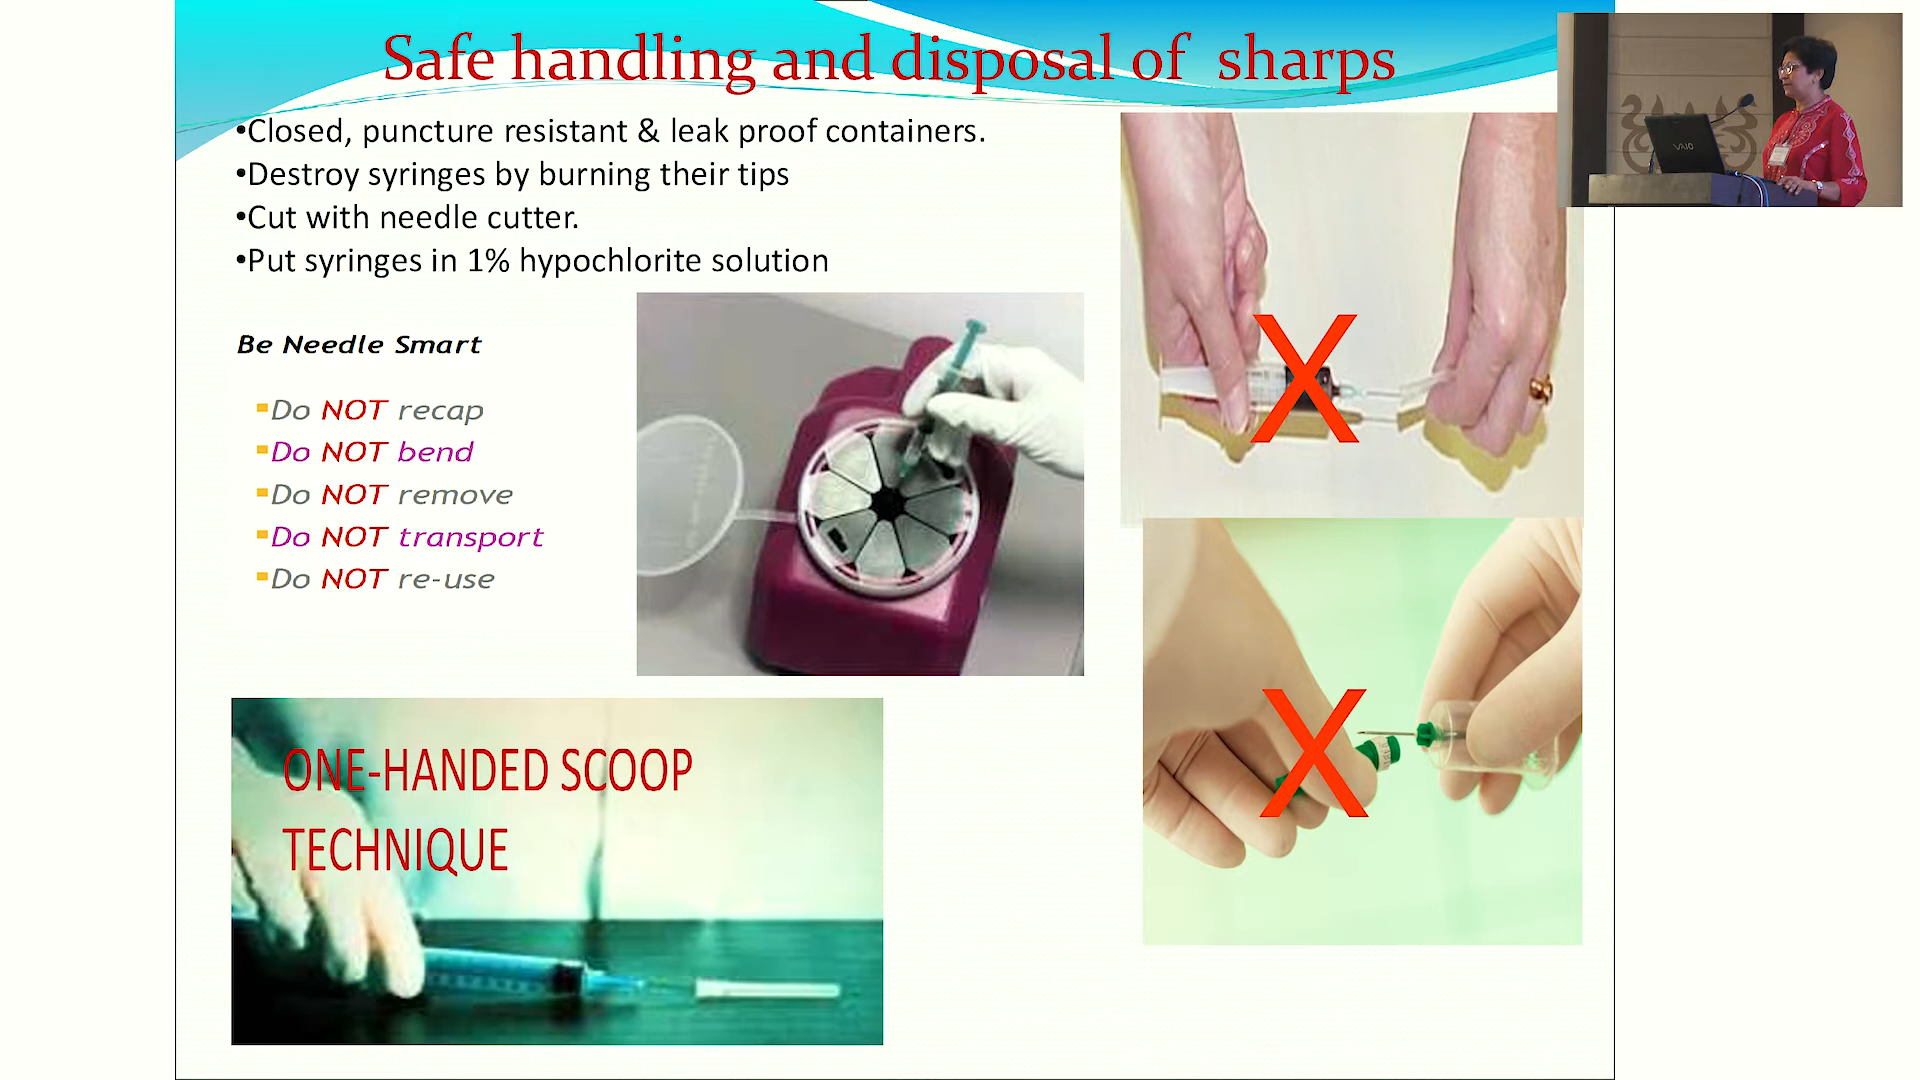 Safe handling and disposal of sharps
•Closed, puncture resistant & leak proof containers.
•Destroy syringes by burning their tips
•Cut with needle cutter.
•Put syringes in 1% hypochlorite solution
Be Needle Smart
Do NOT recap
Do NOT bend
Do NOT remove
Do NOT transport
Do NOT re-use
X
X
ONE-HANDED SCOOP
TECHNIQUE
VAIO